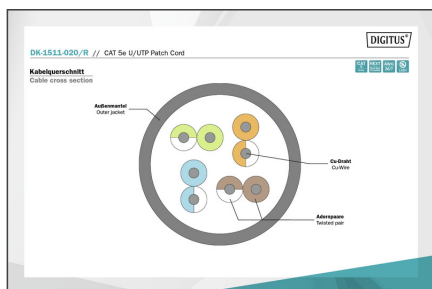 DIGITUS®
DK-1511-020/R // CAT 5e U/UTP Patch Cord
Kabelquerschnitt
Cable cross section
Außenmantel
Outer jacket
Cu-Draht
Cu-Wire
Adernpaare
Twisted pair